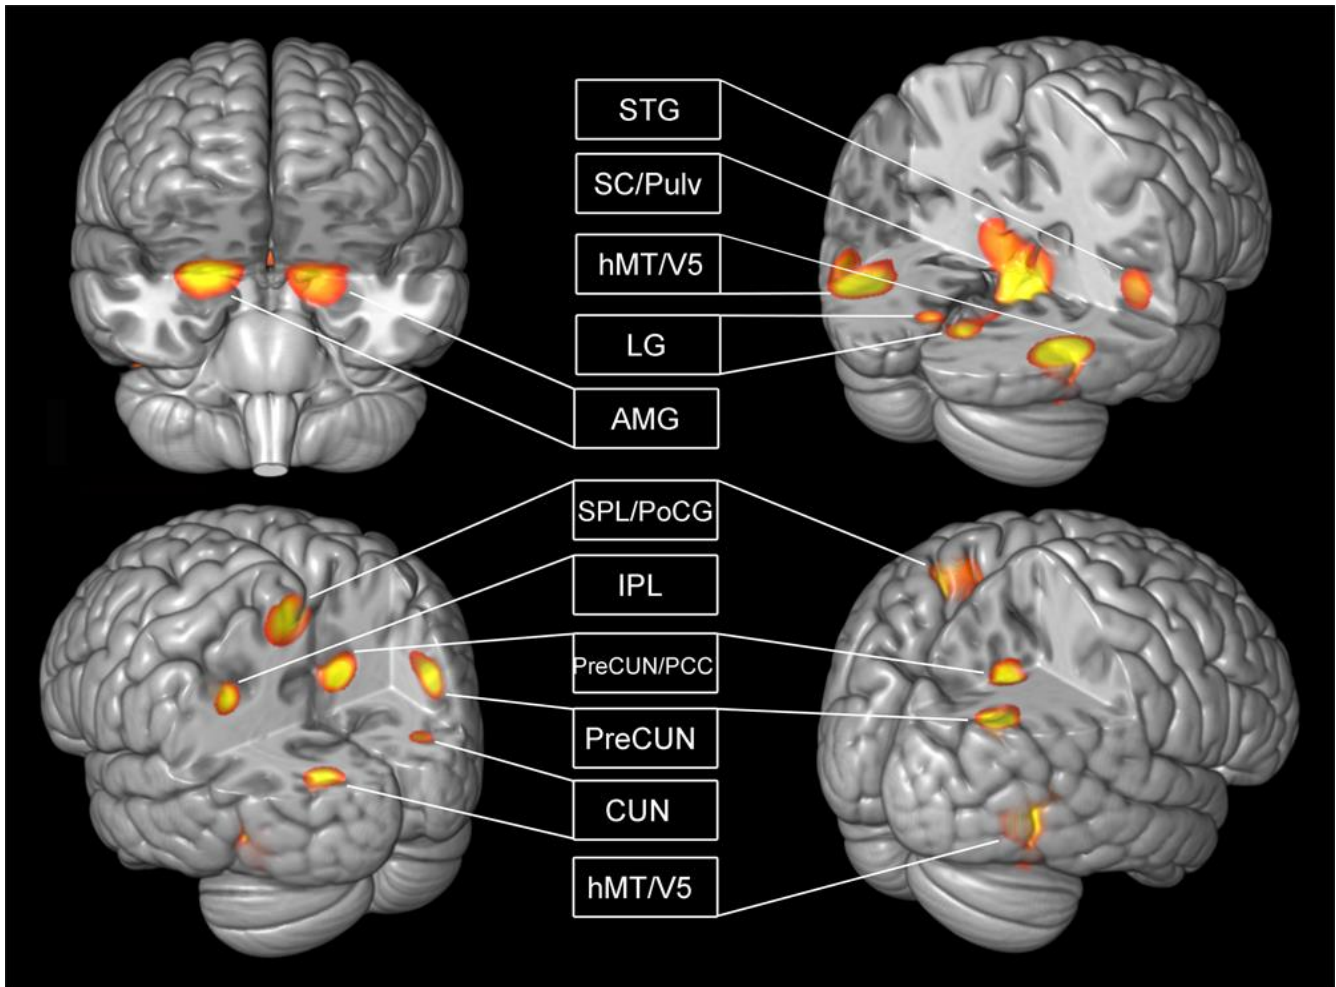 STG
SC/Pulv
hMT/V5
LG
AMG
SPL/PoCG
IPL
PreCUN/PCC
PreCUN
CUN
hMT/V5